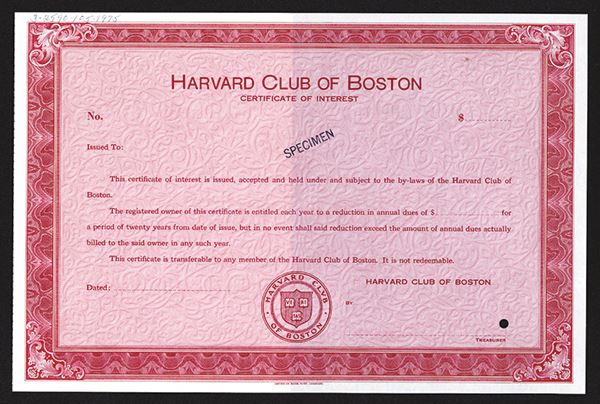 3-2590-105-1975
HARVARD CLUB OF BOSTON
CERTIFICATE OF INTEREST
No.
$
Issued To:
SPECIMEN
This certificate of interest is issued, accepted and held under and subject to the by-laws of the Harvard Club of
Boston.
The registered owner of this certificate is entitled each year to a reduction in annual dues of $ for
a period of twenty years from date of issue, but in no event shall said reduction exceed the amount of annual dues actually
billed to the said owner in any such year.
This certificate is transferable to any member of the Harvard Club of Boston. It is not redeemable.
Dated:
HARVARD CLUB OF BOSTON
HARVARD CLUB
OF BOSTON
BY
TREASURER